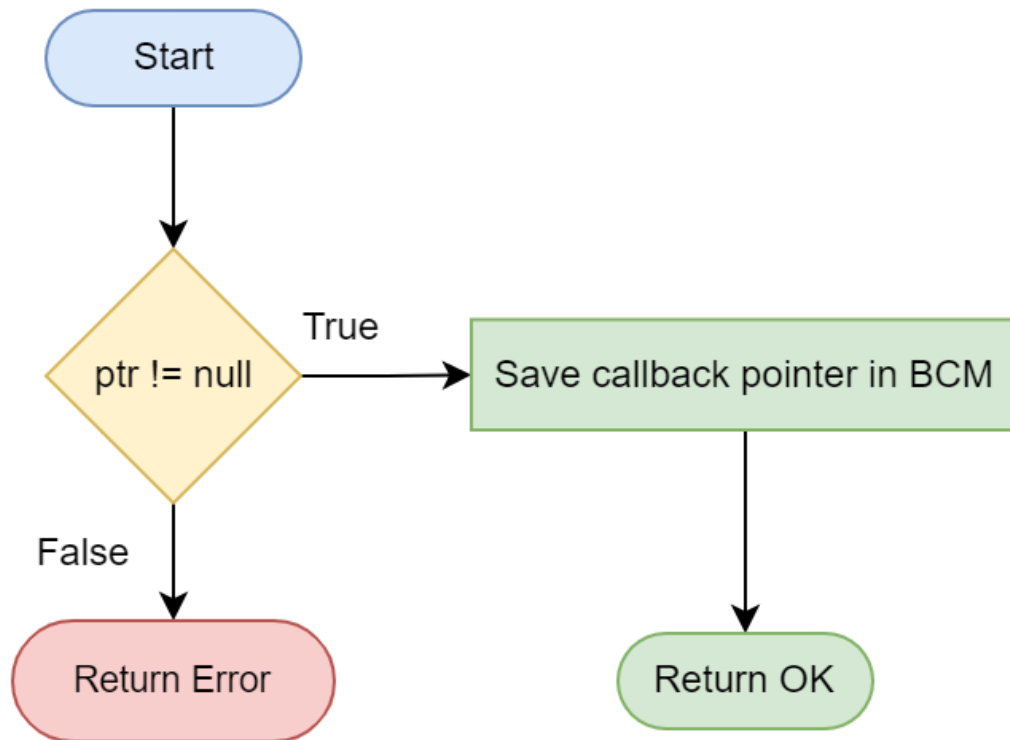 Start
ptr != null
True
Save callback pointer in BCM
False
Return Error
Return OK